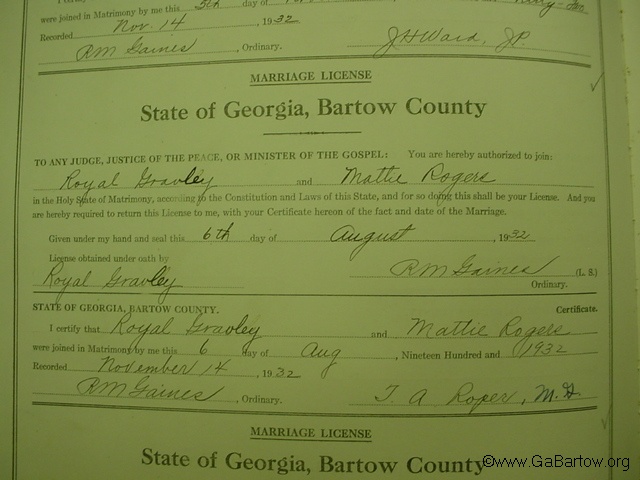 were joined in Matrimony by me this 5th day of
Recorded Nov. 14, 1932
RM Gaines, Ordinary. J H Ward, J.P.
MARRIAGE LICENSE
State of Georgia, Bartow County
TO ANY JUDGE, JUSTICE OF THE PEACE, OR MINISTER OF THE GOSPEL: You are hereby authorized to join:
Royal Gravley and Mattie Rogers
in the Holy State of Matrimony, according to the Constitution and Laws of this State, and for so doing this shall be your License. And you
are hereby required to return this License to me, with your Certificate hereon of the fact and date of the Marriage.
Given under my hand and seal this 6th day of August, 1932
License obtained under oath by
Royal Gravley RM Gaines (L. S.)
Ordinary.
STATE OF GEORGIA, BARTOW COUNTY. Certificate.
I certify that Royal Gravley and Mattie Rogers
were joined in Matrimony by me this 6 day of Aug, Nineteen Hundred and 1932
Recorded November 14, 1932
RM Gaines, Ordinary. T. A Roper, M.G.
MARRIAGE LICENSE
State of Georgia, Bartow County
©www.GaBartow.org